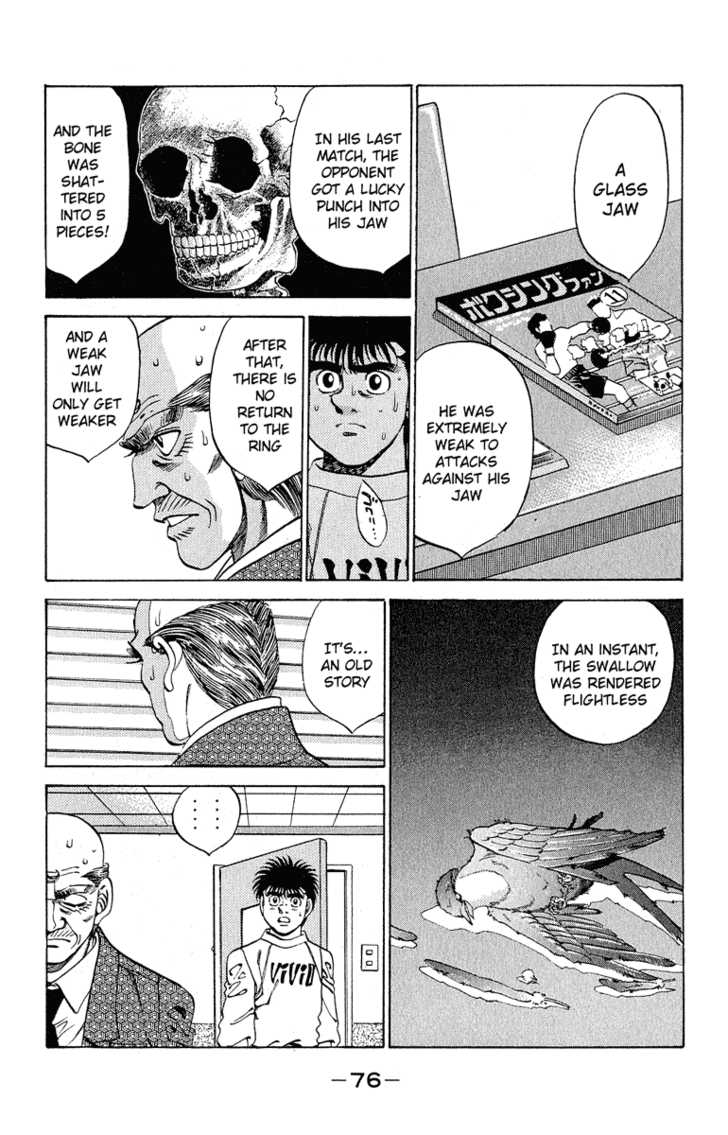 A
GLASS
JAW
ボクシングファン
11
HE WAS
EXTREMELY
WEAK TO
ATTACKS
AGAINST HIS
JAW
IN HIS LAST
MATCH, THE
OPPONENT
GOT A LUCKY
PUNCH INTO
HIS JAW
AND THE
BONE
WAS
SHAT-
TERED
INTO 5
PIECES!
AFTER
THAT,
THERE IS
NO
RETURN
TO THE
RING
ViViD
AND A
WEAK
JAW
WILL
ONLY GET
WEAKER
IN AN INSTANT,
THE SWALLOW
WAS RENDERED
FLIGHTLESS
IT'S...
AN OLD
STORY
....
....
ViViD
-76-